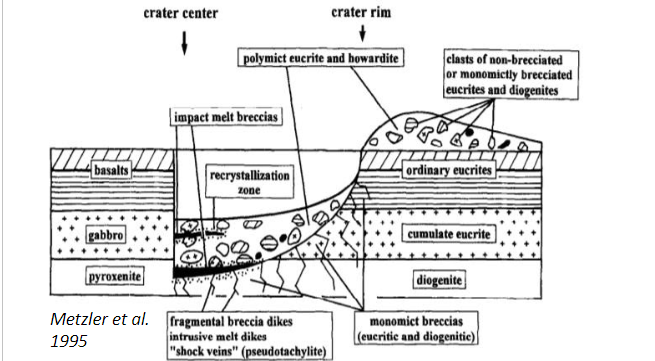 crater center
crater rim
polymict eucrite and howardite
clasts of non-brecciated
or monomictly brecciated
eucrites and diogenites
impact melt breccias
basalts
recrystallization
zone
ordinary eucrites
gabbro
cumulate eucrite
pyroxenite
diogenite
Metzler et al.
1995
fragmental breccia dikes
intrusive melt dikes
"shock veins" (pseudotachylite)
monomict breccias
(eucritic and diogenitic)